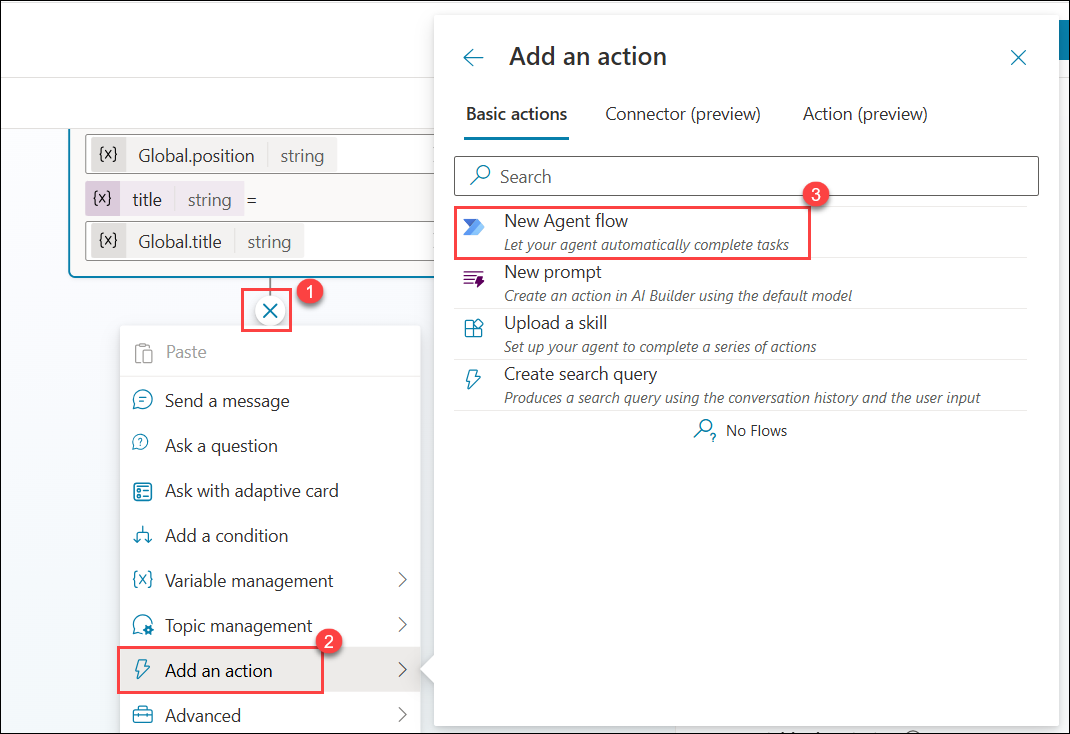 {x} Global.position string
{x} title string =
{x} Global.title string
1
Paste
Send a message
Ask a question
Ask with adaptive card
Add a condition
{x} Variable management
Topic management
2
Add an action
Advanced
Add an action
Basic actions Connector (preview) Action (preview)
Search
3
New Agent flow
Let your agent automatically complete tasks
New prompt
Create an action in AI Builder using the default model
Upload a skill
Set up your agent to complete a series of actions
Create search query
Produces a search query using the conversation history and the user input
No Flows